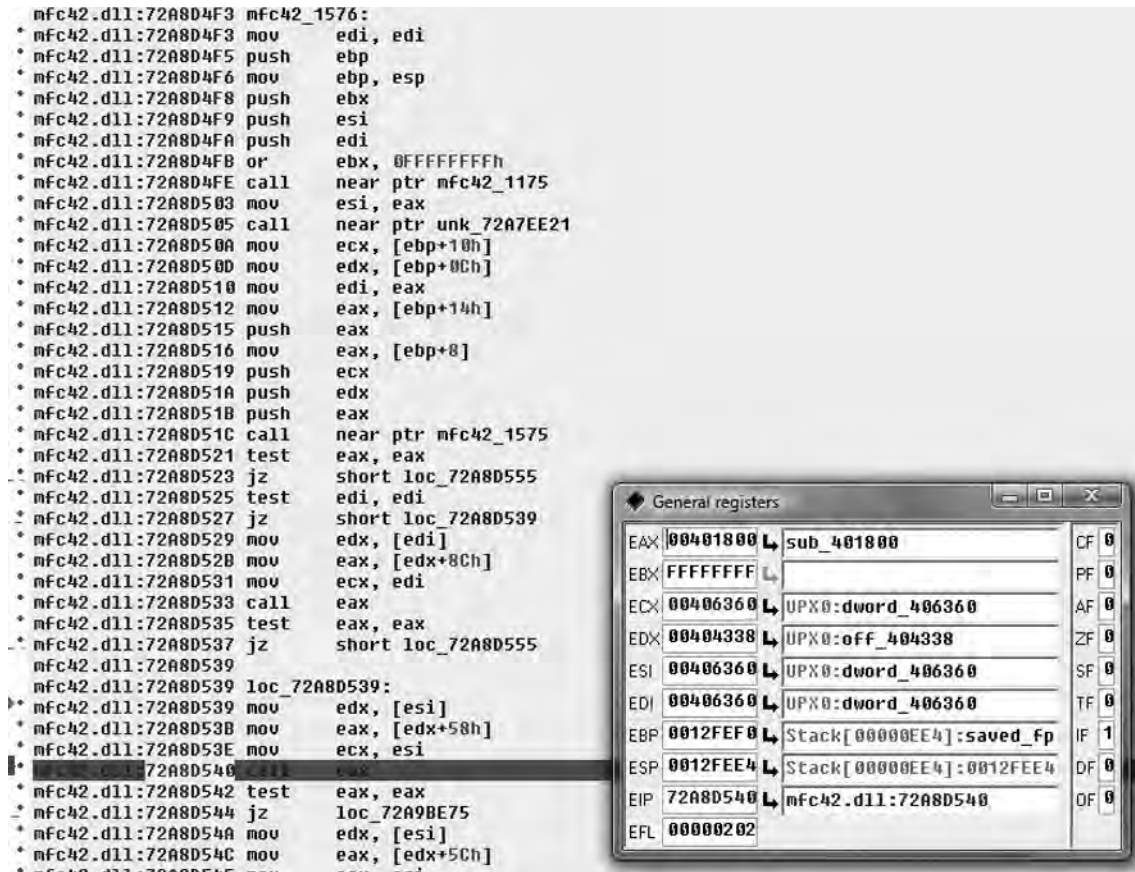 mfc42.dll:72A8D4F3 mfc42_1576:
mfc42.dll:72A8D4F3 mov edi, edi
mfc42.dll:72A8D4F5 push ebp
mfc42.dll:72A8D4F6 mov ebp, esp
mfc42.dll:72A8D4F8 push ebx
mfc42.dll:72A8D4F9 push esi
mfc42.dll:72A8D4FA push edi
mfc42.dll:72A8D4FB or ebx, 0FFFFFFFFh
mfc42.dll:72A8D4FE call near ptr mfc42_1175
mfc42.dll:72A8D503 mov esi, eax
mfc42.dll:72A8D505 call near ptr unk_72A7EE21
mfc42.dll:72A8D50A mov ecx, [ebp+10h]
mfc42.dll:72A8D50D mov edx, [ebp+0Ch]
mfc42.dll:72A8D510 mov edi, eax
mfc42.dll:72A8D512 mov eax, [ebp+14h]
mfc42.dll:72A8D515 push eax
mfc42.dll:72A8D516 mov eax, [ebp+8]
mfc42.dll:72A8D519 push ecx
mfc42.dll:72A8D51A push edx
mfc42.dll:72A8D51B push eax
mfc42.dll:72A8D51C call near ptr mfc42_1575
mfc42.dll:72A8D521 test eax, eax
mfc42.dll:72A8D523 jz short loc_72A8D555
mfc42.dll:72A8D525 test edi, edi
mfc42.dll:72A8D527 jz short loc_72A8D539
mfc42.dll:72A8D529 mov edx, [edi]
mfc42.dll:72A8D52B mov eax, [edx+8Ch]
mfc42.dll:72A8D531 mov ecx, edi
mfc42.dll:72A8D533 call eax
mfc42.dll:72A8D535 test eax, eax
mfc42.dll:72A8D537 jz short loc_72A8D555
mfc42.dll:72A8D539
mfc42.dll:72A8D539 loc_72A8D539:
mfc42.dll:72A8D539 mov edx, [esi]
mfc42.dll:72A8D53B mov eax, [edx+58h]
mfc42.dll:72A8D53E mov ecx, esi
72A8D540 call eax
mfc42.dll:72A8D542 test eax, eax
mfc42.dll:72A8D544 jz loc_72A9BE75
mfc42.dll:72A8D54A mov edx, [esi]
mfc42.dll:72A8D54C mov eax, [edx+5Ch]
General registers
EAX 00401800 sub_401800 CF 0
EBX FFFFFFFF PF 0
ECX 00406360 UPX0:dword_406360 AF 0
EDX 00404338 UPX0:off_404338 ZF 0
ESI 00406360 UPX0:dword_406360 SF 0
EDI 00406360 UPX0:dword_406360 TF 0
EBP 0012FEF0 Stack[00000EE4]:saved_fp IF 1
ESP 0012FEE4 Stack[00000EE4]:0012FEE4 DF 0
EIP 72A8D540 mfc42.dll:72A8D540 OF 0
EFL 00000202